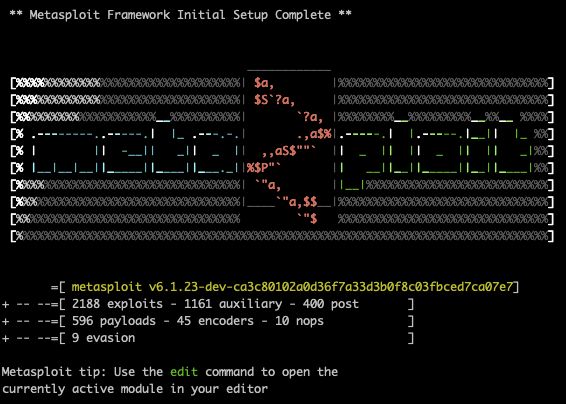 ** Metasploit Framework Initial Setup Complete **
=[ metasploit v6.1.23-dev-ca3c80102a0d36f7a33d3b0f8c03fbced7ca07e7]
+ -- --=[ 2188 exploits - 1161 auxiliary - 400 post ]
+ -- --=[ 596 payloads - 45 encoders - 10 nops ]
+ -- --=[ 9 evasion ]
Metasploit tip: Use the edit command to open the
currently active module in your editor